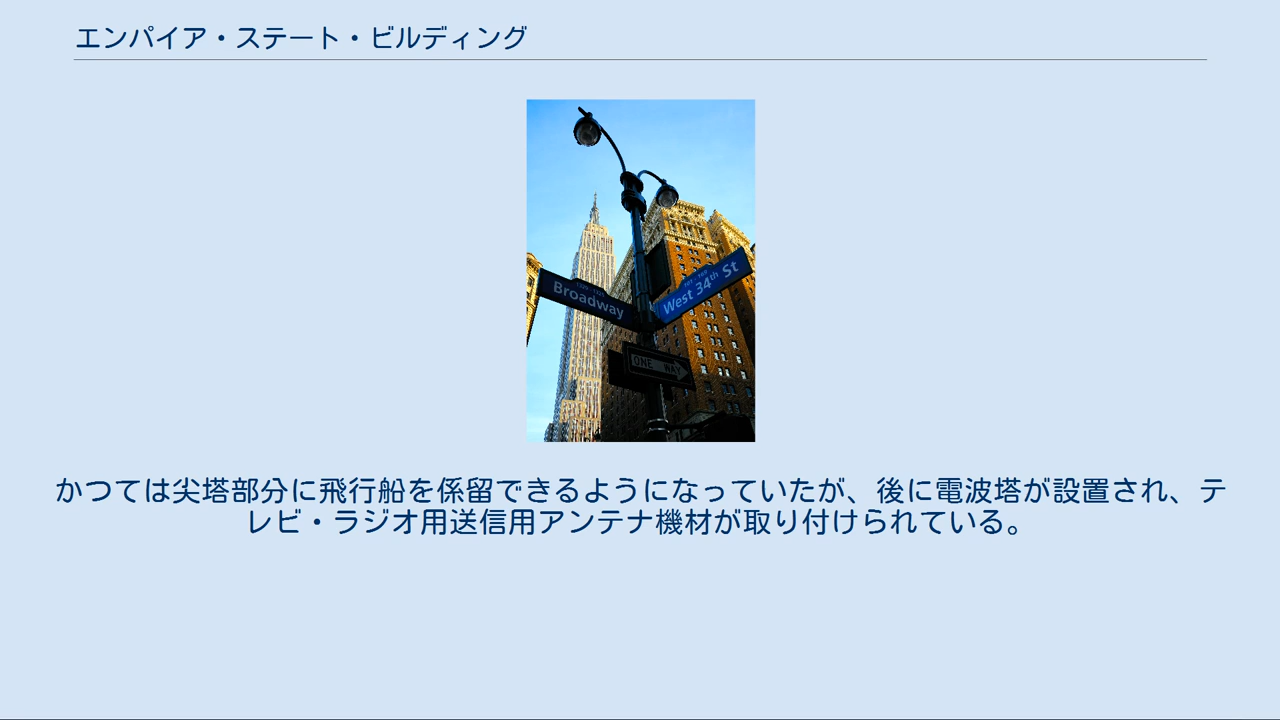 エンパイア・ステート・ビルディング
Broadway
West 34th St
ONE WAY
かつては尖塔部分に飛行船を係留できるようになっていたが、後に電波塔が設置され、テ
レビ・ラジオ用送信用アンテナ機材が取り付けられている。